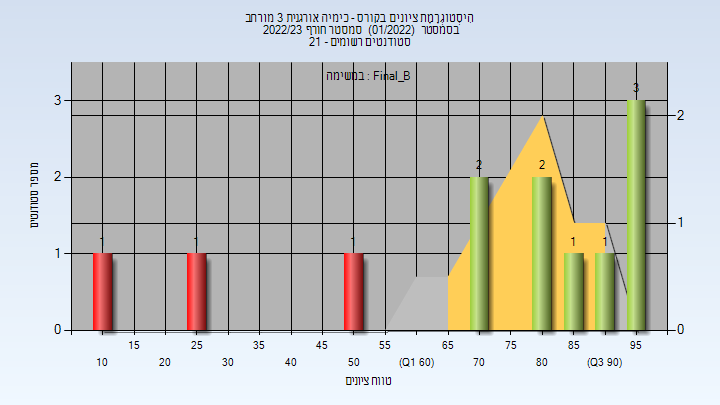 היסטוגרמת ציונים בקורס - כימיה אורגנית 3 מורחב
בסמסטר (01/2022) סמסטר חורף 2022/23
סטודנטים רשומים - 21
במשימה : Final_B
מספר סטודנטים
3
2
1
0
2
1
0
1
1
1
2
2
1
1
3
15 25 35 45 55 65 75 85 95
10 20 30 40 50 (Q1 60) 70 80 (Q3 90)
טווח ציונים